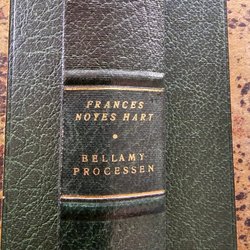 FRANCES
NOYES HART
BELLAMY
PROCESSEN